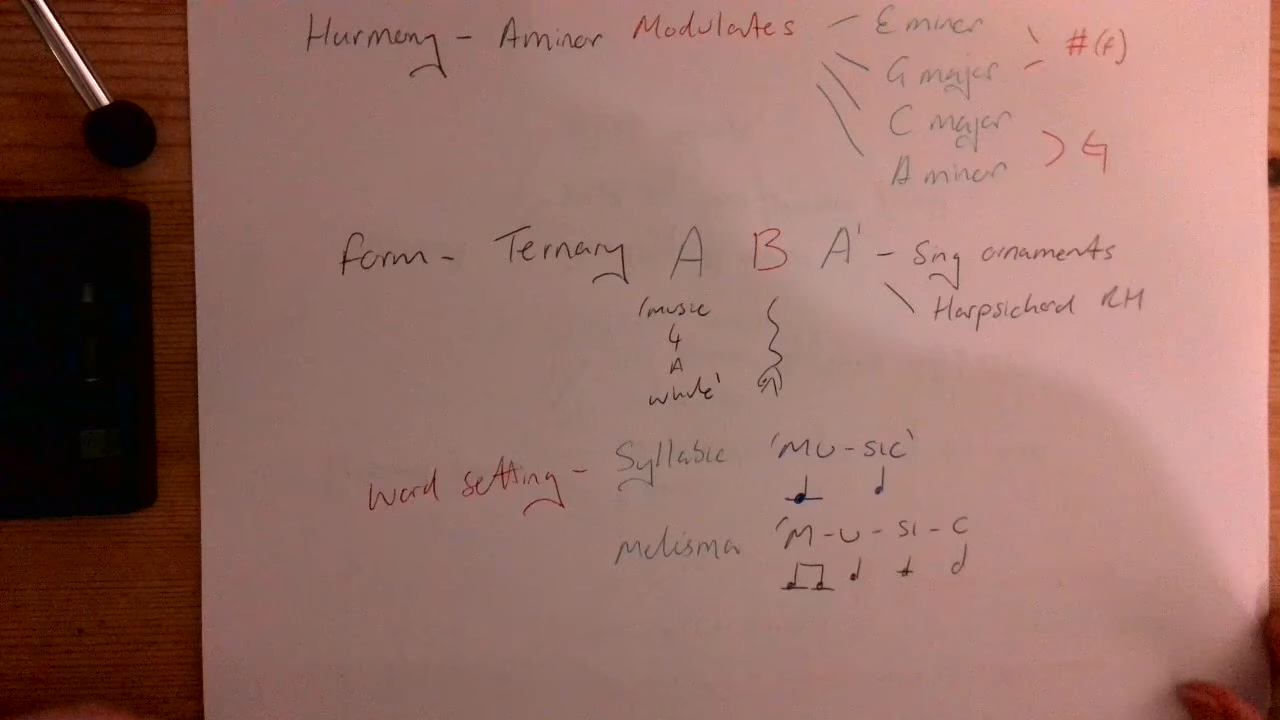 Harmony - A minor Modulates - E minor
G major
#(f)
C major
A minor
G
Form - Ternary A B A' - Sing ornaments
Harpsichord RH
'music
4
A
while'
Word setting - Syllabic 'MU - SIC'
Melisma 'M - U - SI - C